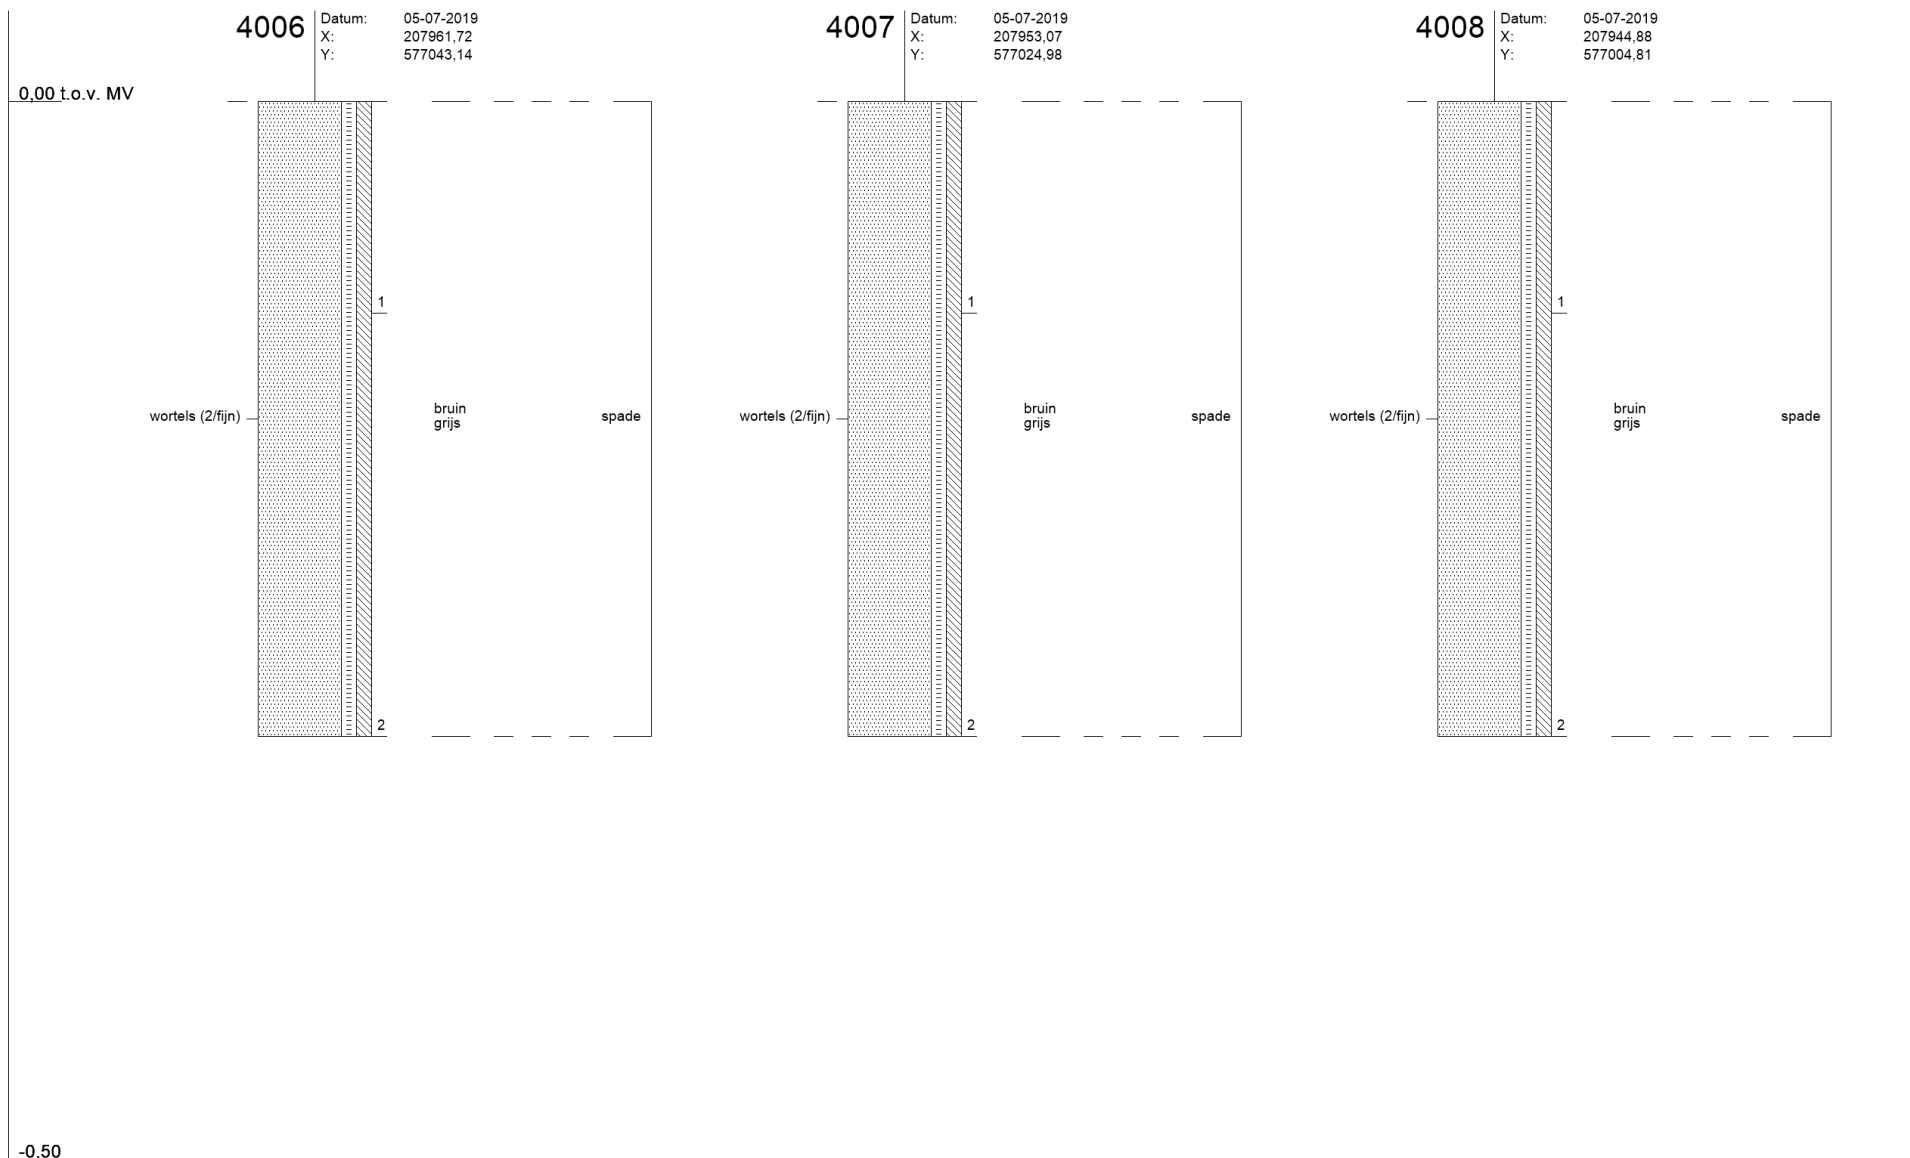 4006
Datum: 05-07-2019
X: 207961,72
Y: 577043,14
4007
Datum: 05-07-2019
X: 207953,07
Y: 577024,98
4008
Datum: 05-07-2019
X: 207944,88
Y: 577004,81
0,00 t.o.v. MV
1
1
1
wortels (2/fijn)
bruin
grijs
spade
wortels (2/fijn)
bruin
grijs
spade
wortels (2/fijn)
bruin
grijs
spade
2
2
2
-0,50